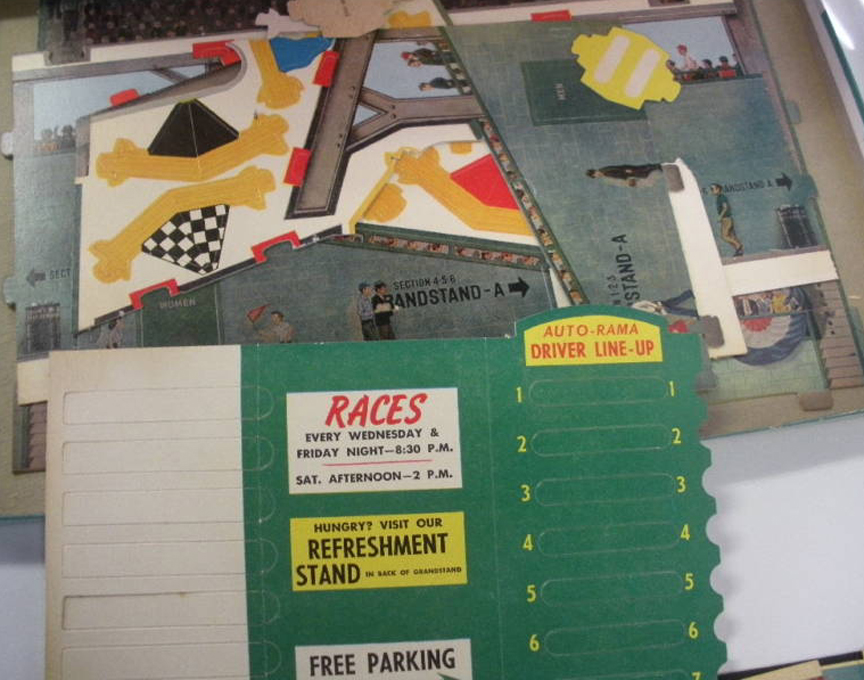 MEN
GRANDSTAND A
SECT
WOMEN
SECTION 4-5-6
GRANDSTAND-A
STAND-A
AUTO-RAMA
DRIVER LINE-UP
1 1
2 2
3 3
4 4
5 5
6 6
7
RACES
EVERY WEDNESDAY &
FRIDAY NIGHT—8:30 P.M.
SAT. AFTERNOON—2 P.M.
HUNGRY? VISIT OUR
REFRESHMENT
STAND IN BACK OF GRANDSTAND
FREE PARKING